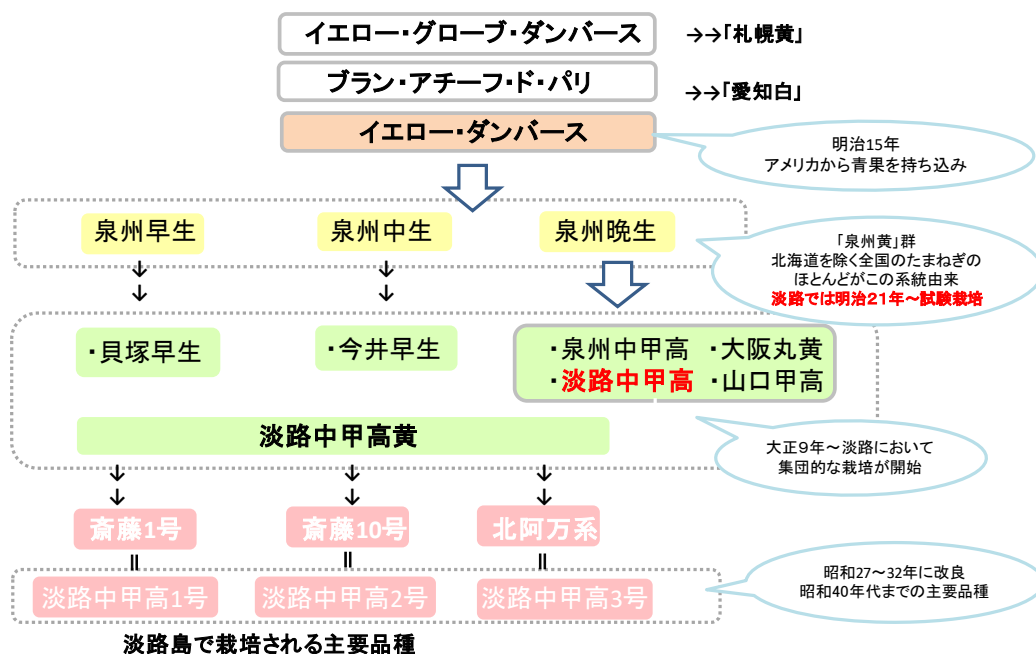 イエロー・グローブ・ダンバース →→「札幌黄」
ブラン・アチーフ・ド・パリ →→「愛知白」
イエロー・ダンバース
明治15年
アメリカから青果を持ち込み
泉州早生 泉州中生 泉州晩生
「泉州黄」群
北海道を除く全国のたまねぎの
ほとんどがこの系統由来
淡路では明治21年～試験栽培
↓ ↓
↓ ↓
・貝塚早生 ・今井早生
・泉州中甲高 ・大阪丸黄
・淡路中甲高 ・山口甲高
淡路中甲高黄
大正9年～淡路において
集団的な栽培が開始
↓ ↓ ↓
↓ ↓ ↓
斎藤1号 斎藤10号 北阿万系
〓 〓 〓
淡路中甲高1号 淡路中甲高2号 淡路中甲高3号
昭和27～32年に改良
昭和40年代までの主要品種
淡路島で栽培される主要品種